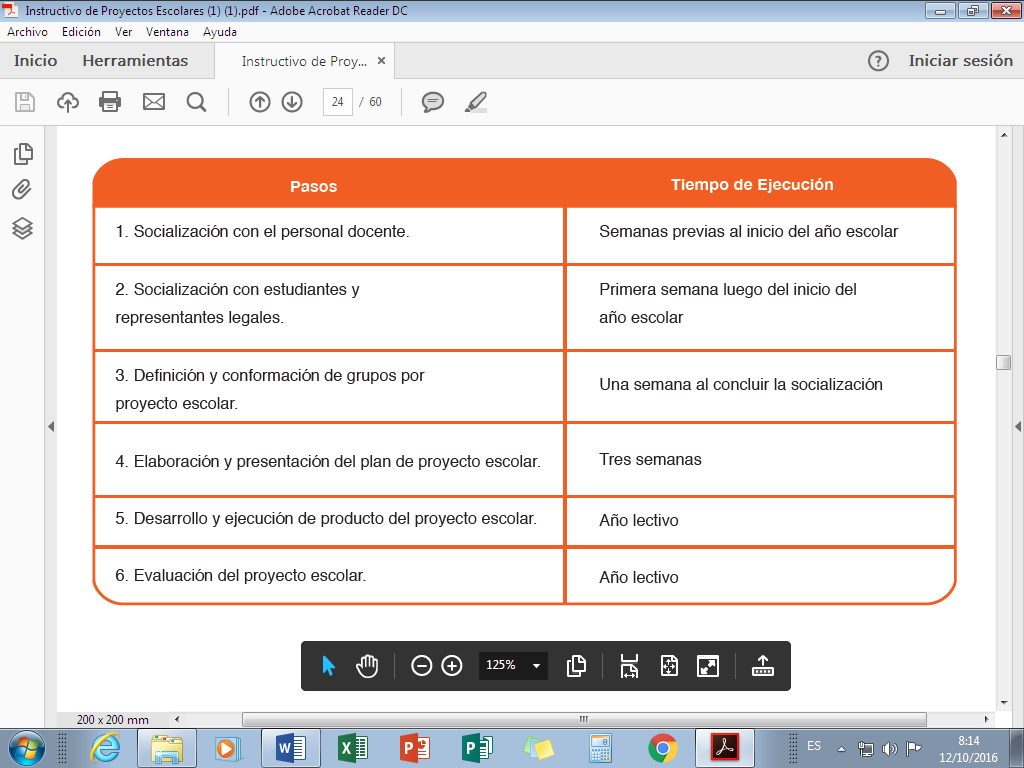 Instructivo de Proyectos Escolares (1) (1).pdf - Adobe Acrobat Reader DC
Archivo Edición Ver Ventana Ayuda
Inicio Herramientas Instructivo de Proy... × Iniciar sesión
24 / 60
Pasos Tiempo de Ejecución
1. Socialización con el personal docente. Semanas previas al inicio del año escolar
2. Socialización con estudiantes y
representantes legales.
Primera semana luego del inicio del
año escolar
3. Definición y conformación de grupos por
proyecto escolar.
Una semana al concluir la socialización
4. Elaboración y presentación del plan de proyecto escolar. Tres semanas
5. Desarrollo y ejecución de producto del proyecto escolar. Año lectivo
6. Evaluación del proyecto escolar. Año lectivo
125%
200 x 200 mm
ES 8:14
12/10/2016